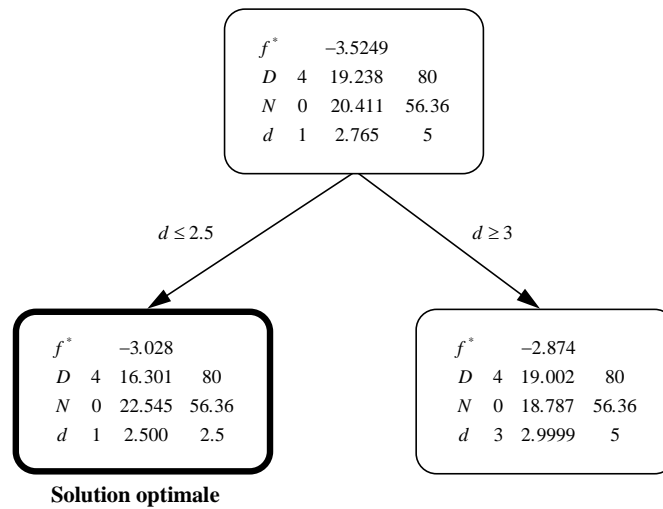 f* −3.5249
D 4 19.238 80
N 0 20.411 56.36
d 1 2.765 5
d ≤ 2.5
d ≥ 3
f* −3.028
D 4 16.301 80
N 0 22.545 56.36
d 1 2.500 2.5
f* −2.874
D 4 19.002 80
N 0 18.787 56.36
d 3 2.9999 5
Solution optimale